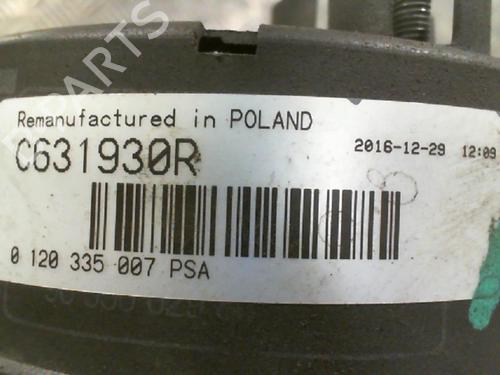 Remanufactured in POLAND
C631930R
2016-12-29 12:09
0 120 335 007 PSA